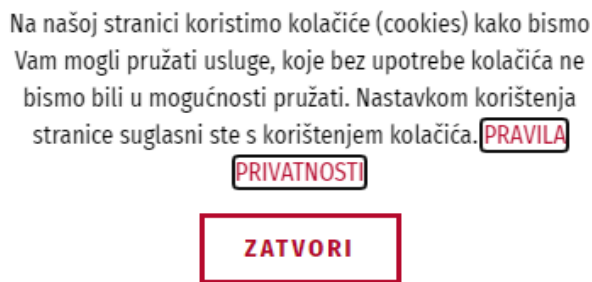 Na našoj stranici koristimo kolačiće (cookies) kako bismo
Vam mogli pružati usluge, koje bez upotrebe kolačića ne
bismo bili u mogućnosti pružati. Nastavkom korištenja
stranice suglasni ste s korištenjem kolačića. PRAVILA
PRIVATNOSTI
ZATVORI